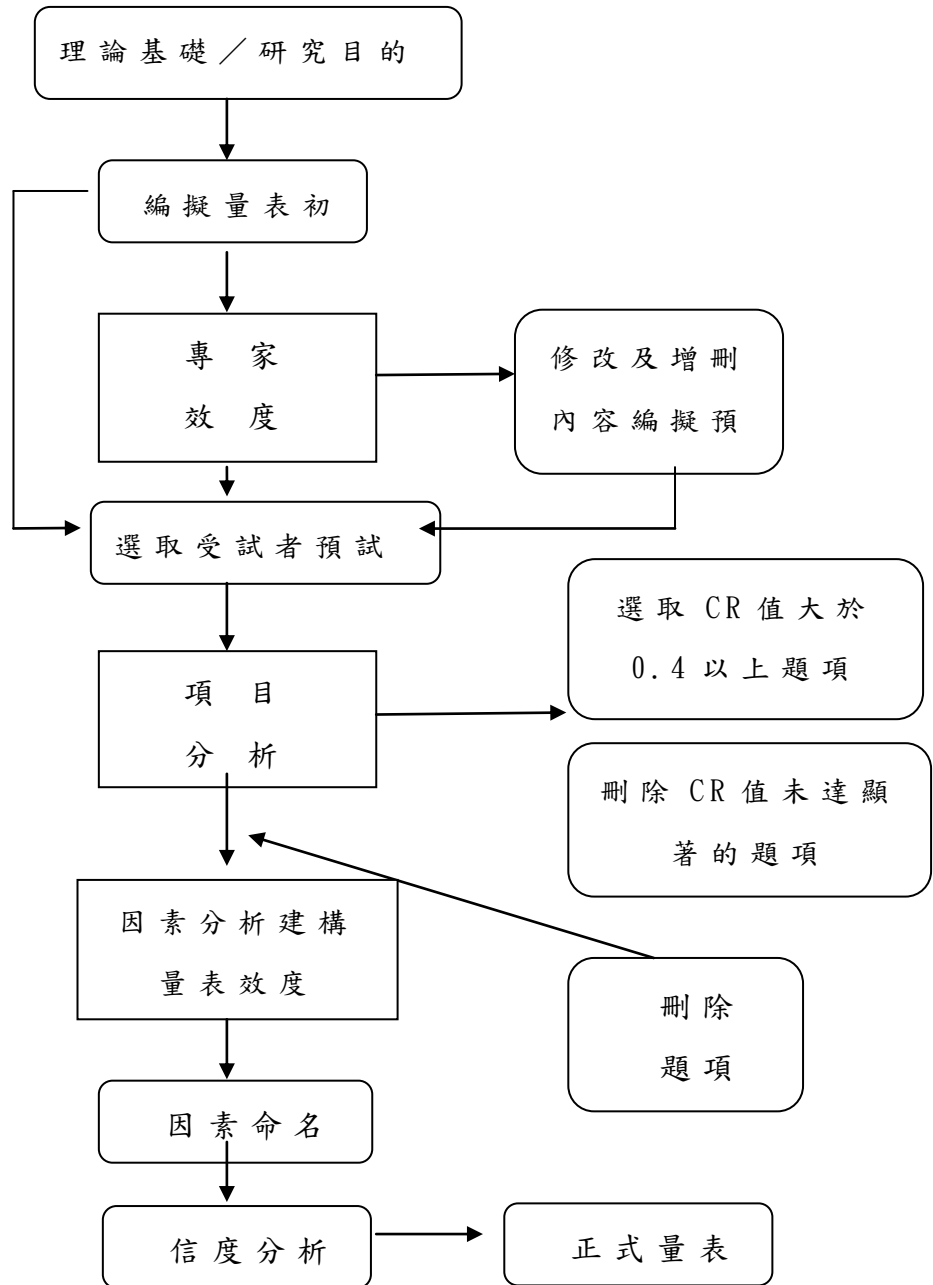 理論基礎／研究目的
編擬量表初
專家
效度
修改及增刪
內容編擬預
選取受試者預試
選取 CR 值大於
0.4 以上題項
項目
分析
刪除 CR 值未達顯
著的題項
因素分析建構
量表效度
刪除
題項
因素命名
信度分析
正式量表